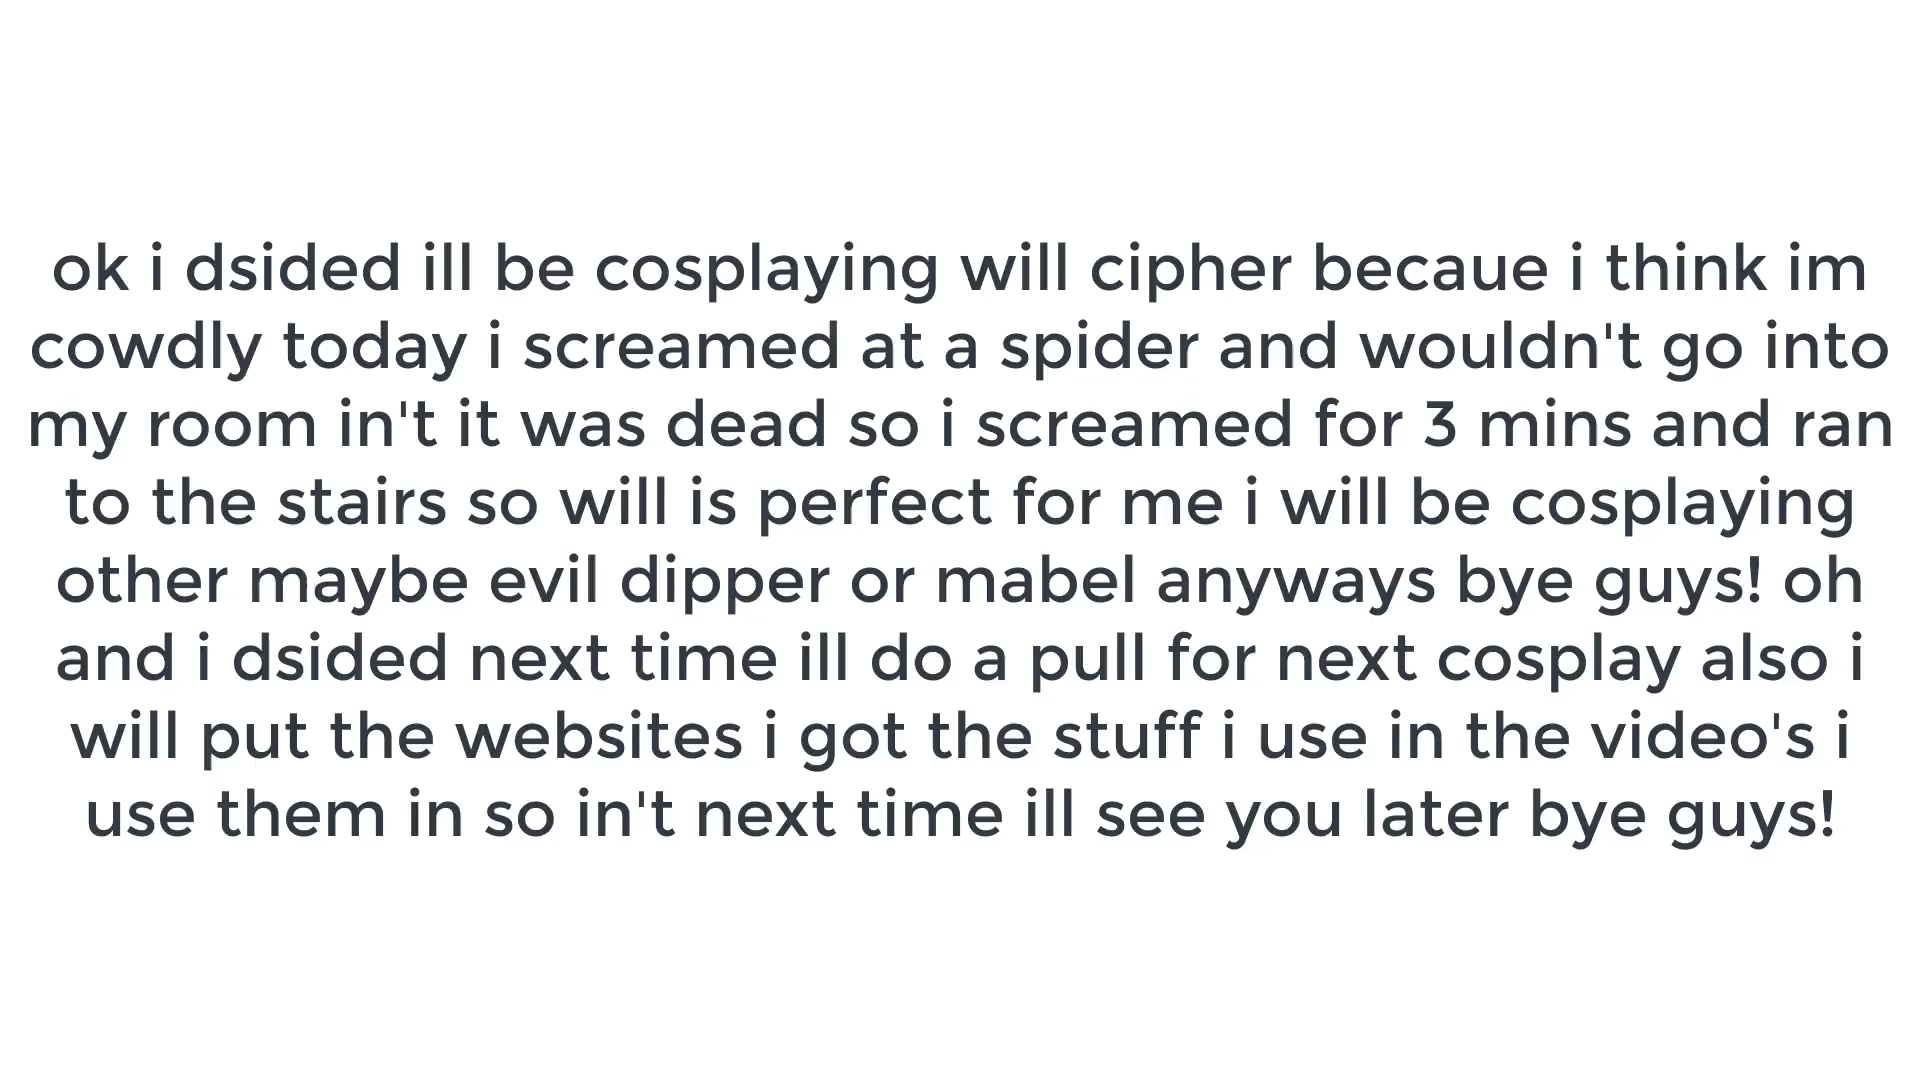 ok i dsided ill be cosplaying will cipher becaue i think im
cowdly today i screamed at a spider and wouldn't go into
my room in't it was dead so i screamed for 3 mins and ran
to the stairs so will is perfect for me i will be cosplaying
other maybe evil dipper or mabel anyways bye guys! oh
and i dsided next time ill do a pull for next cosplay also i
will put the websites i got the stuff i use in the video's i
use them in so in't next time ill see you later bye guys!